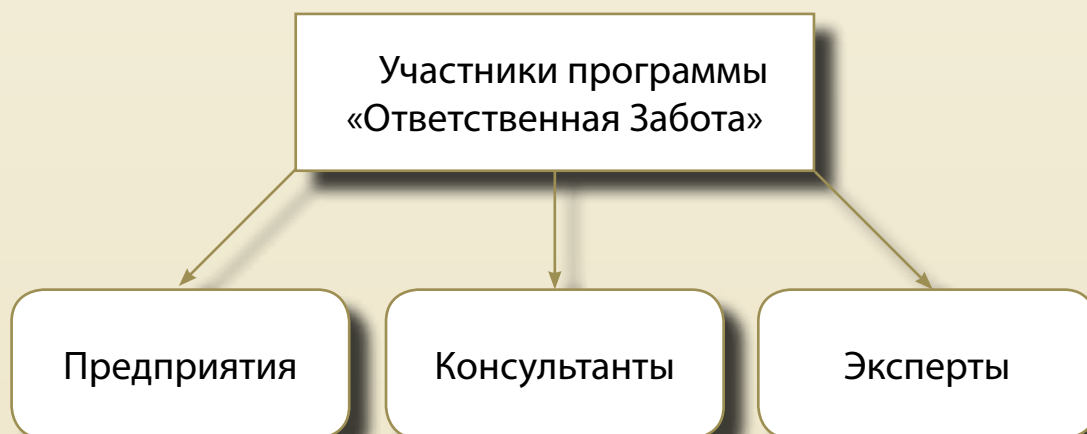 Участники программы
«Ответственная Забота»
Предприятия
Консультанты
Эксперты